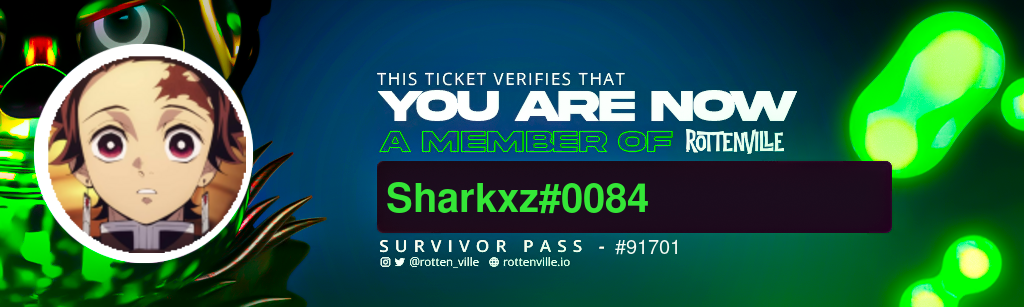 THIS TICKET VERIFIES THAT
YOU ARE NOW
A MEMBER OF ROTTENVILLE
Sharkxz#0084
SURVIVOR PASS - #91701
@rotten_ville rottenville.io